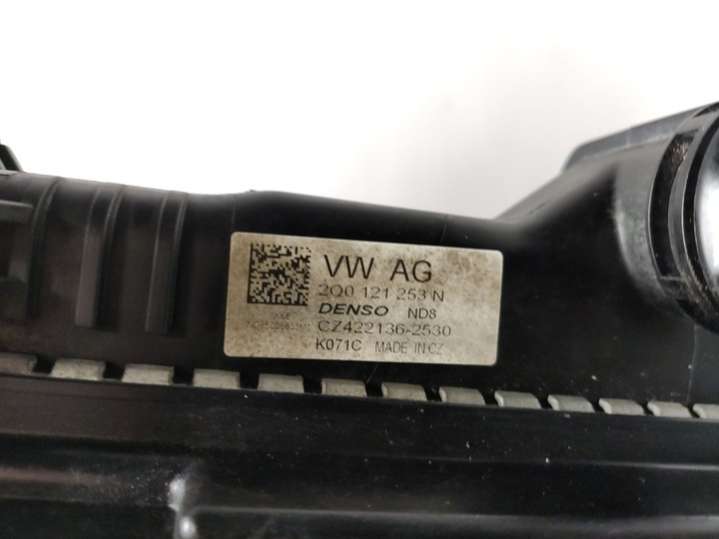 VW AG
2Q0 121 253 N
DENSO ND8
CZ422136-2530
K071C MADE IN CZ